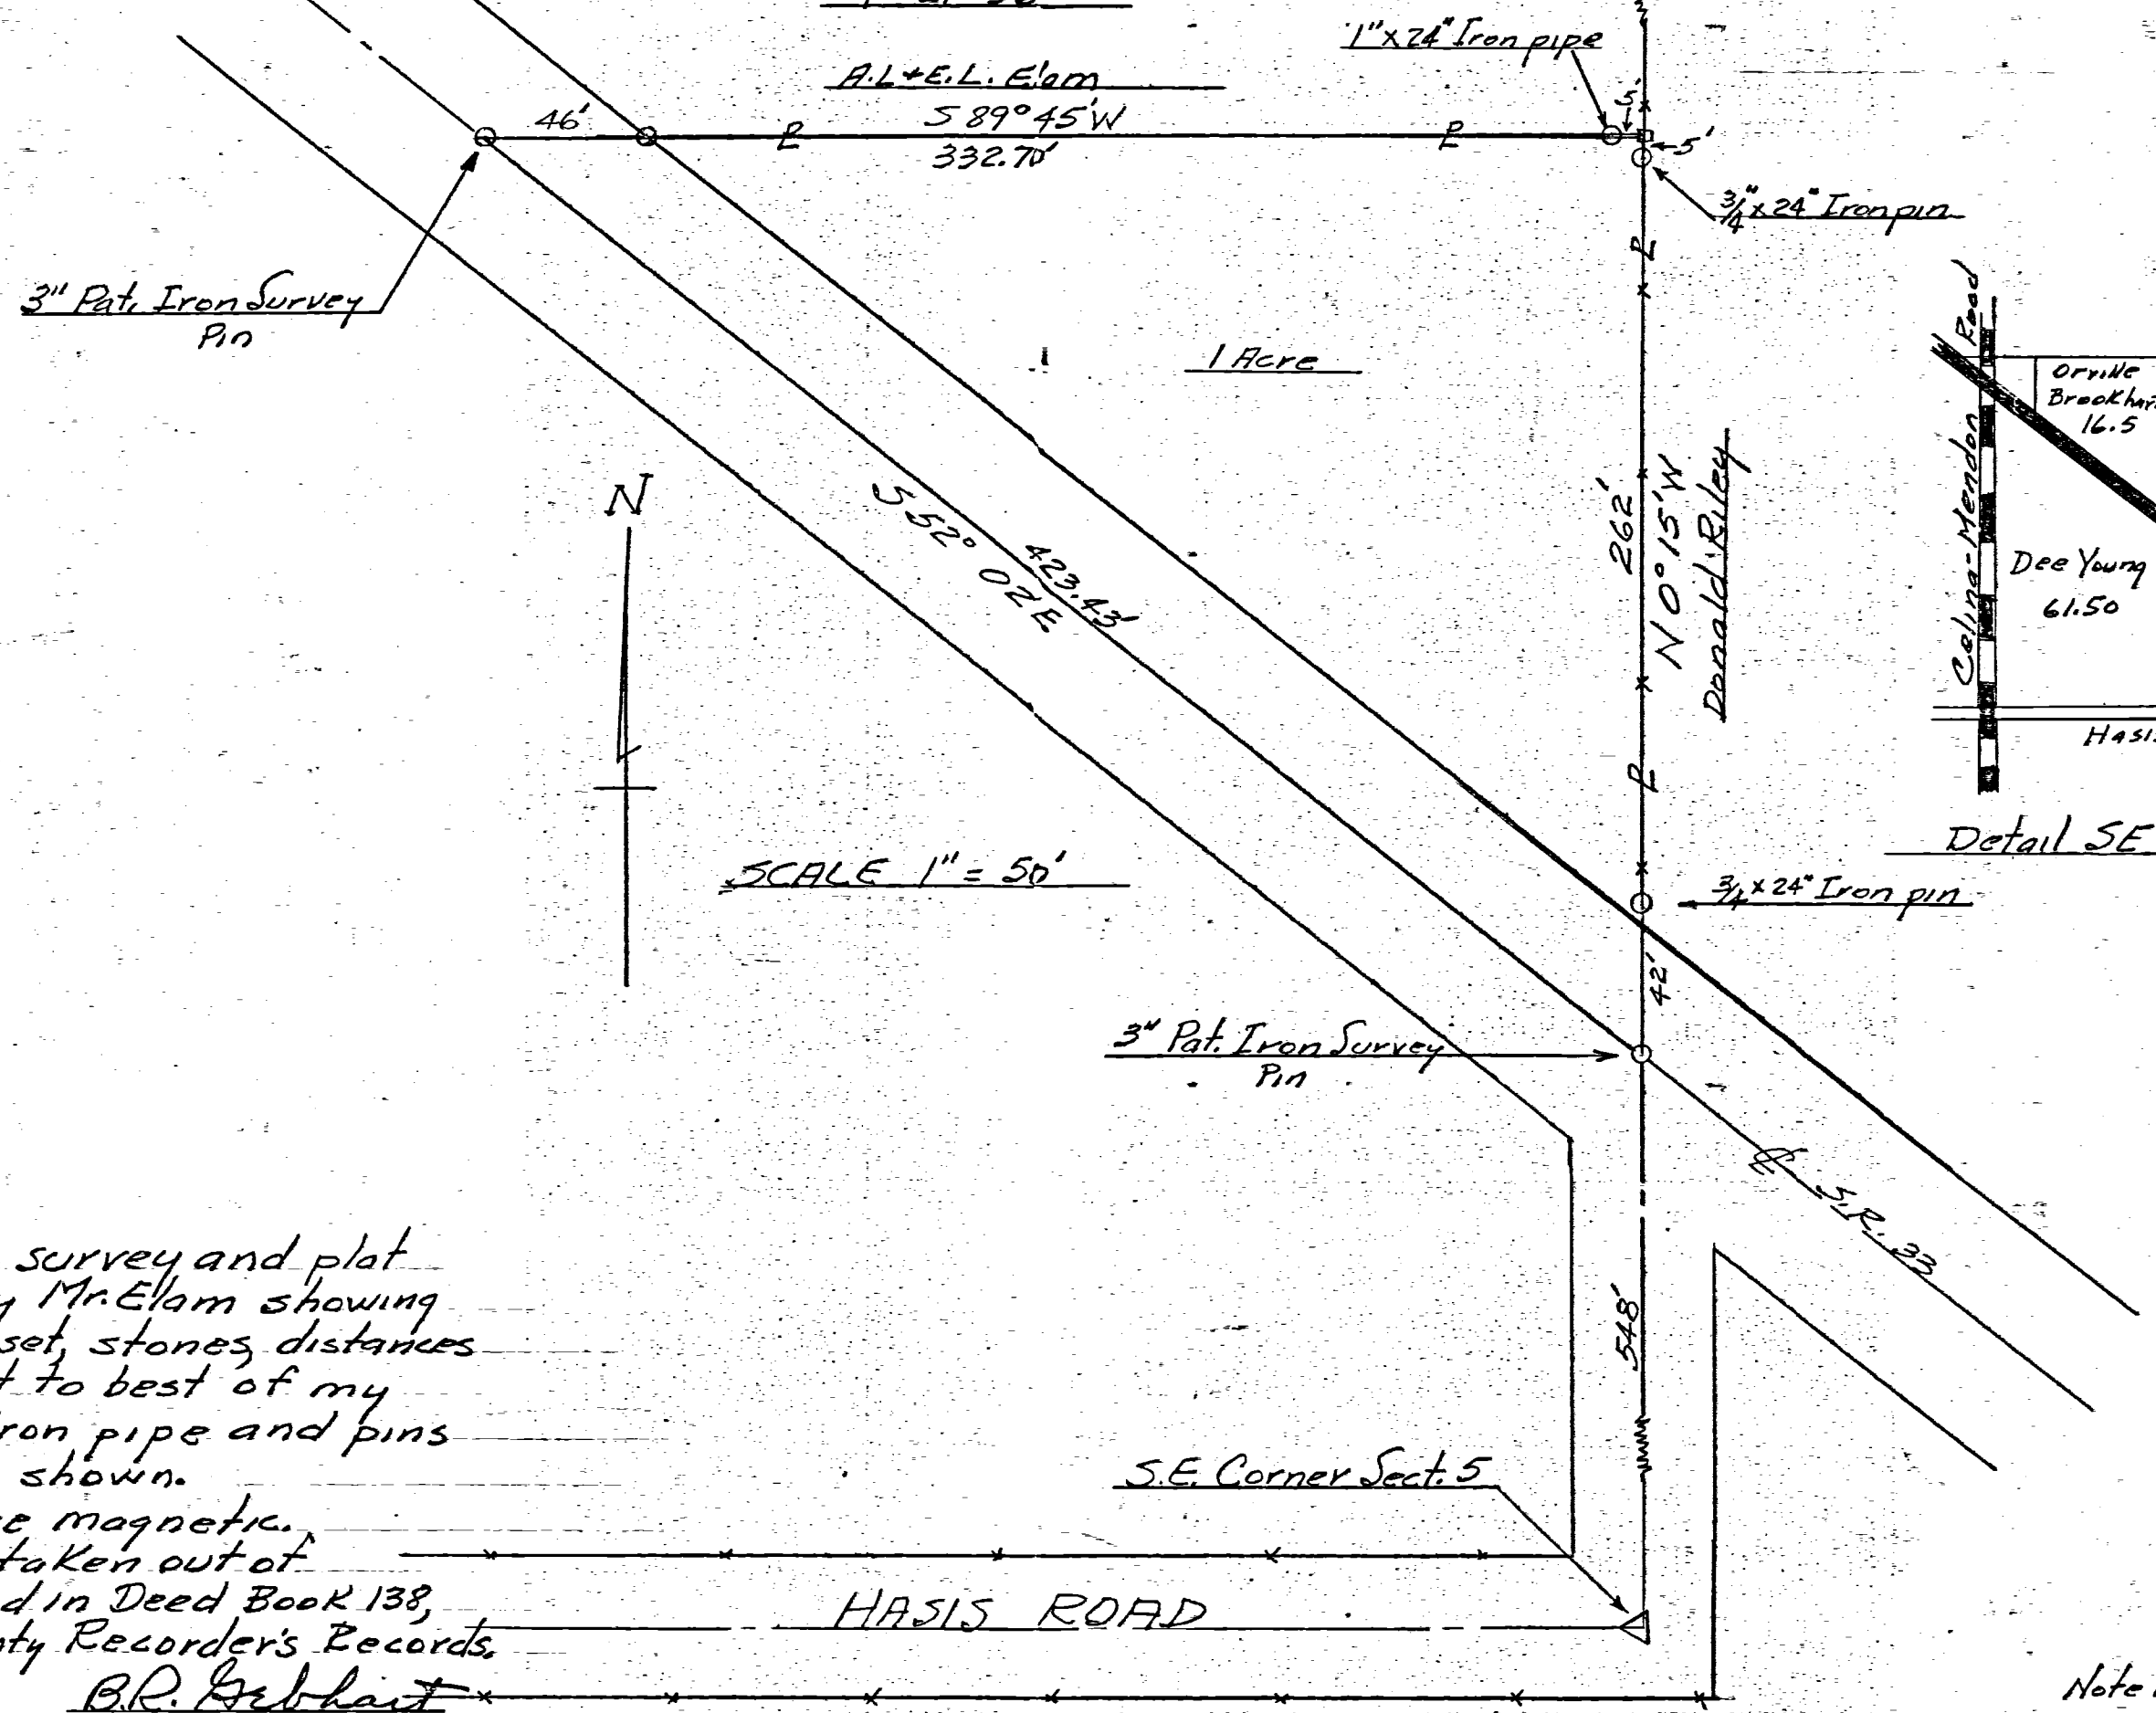 1"x24" Iron pipe
A.L + E.L. Elam
46'
S 89° 45' W
332.70'
5'
5'
3/4"x24" Iron pin
3" Pat. Iron Survey
Pin
1 Acre
N
S 52° 02' E
423.43'
262'
N 0° 15' W
Donald Riley
Celina-Mendon Road
Orville
16.5
Dee Young
61.50
Detail SE
SCALE 1" = 50'
3/4"x24" Iron pin
42'
3" Pat. Iron Survey
Pin
S.R. 33
548'
survey and plat
Mr. Elam showing
set, stones, distances
to best of my
pipe and pins
shown.
magnetic.
taken out of
in Deed Book 138,
Recorder's Records.
B.R. Gebhart
S.E. Corner Sect. 5
HASIS ROAD
Note